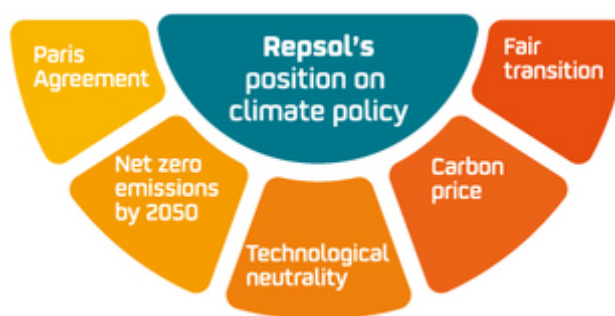 Repsol's
position on
climate policy
Paris
Agreement
Net zero
emissions
by 2050
Technological
neutrality
Carbon
price
Fair
transition